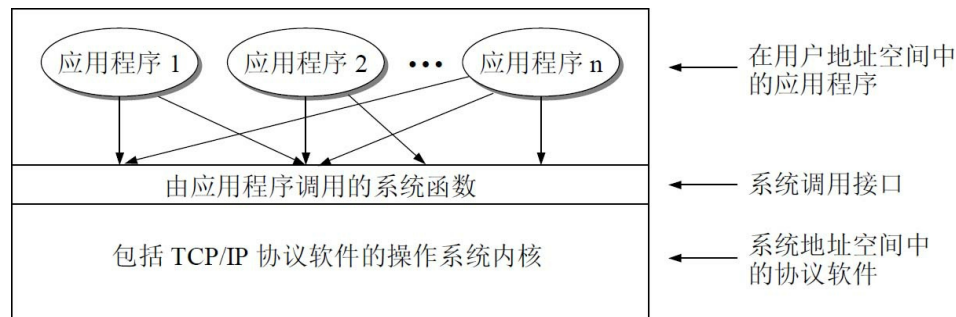 应用程序 1
应用程序 2
•••
应用程序 n
在用户地址空间中
的应用程序
由应用程序调用的系统函数
系统调用接口
包括 TCP/IP 协议软件的操作系统内核
系统地址空间中
的协议软件